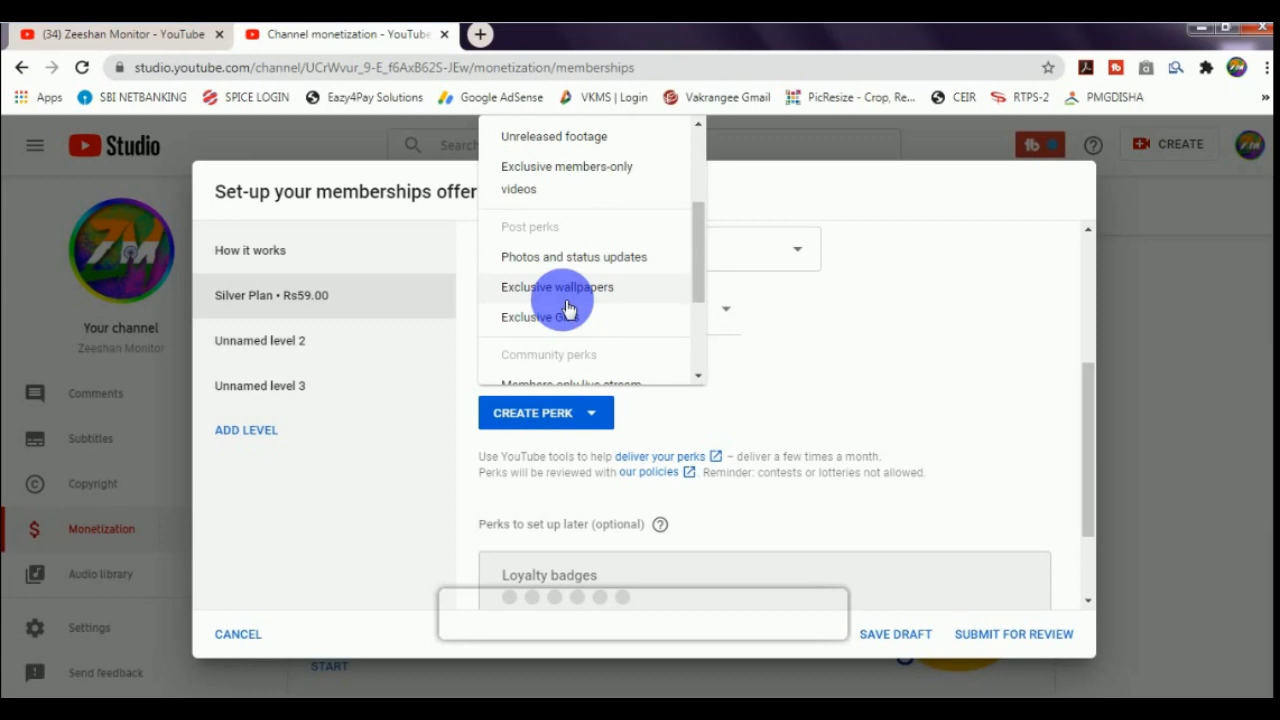 (34) Zeeshan Monitor - YouTube
Channel monetization - YouTube
studio.youtube.com/channel/UCrWvur_9-E_f6AxB62S-JEw/monetization/memberships
Apps
SBI NETBANKING
SPICE LOGIN
Eazy4Pay Solutions
Google AdSense
VKMS | Login
Vakrangee Gmail
PicResize - Crop, Re...
CEIR
RTPS-2
PMGDISHA
Studio
Sear
CREATE
Set-up your memberships offer
Your channel
Zeeshan Monitor
Comments
Subtitles
Copyright
Monetization
Audio library
Settings
Send feedback
How it works
Silver Plan • Rs59.00
Unnamed level 2
Unnamed level 3
ADD LEVEL
Unreleased footage
Exclusive members-only
videos
Post perks
Photos and status updates
Exclusive wallpapers
Exclusive
Community perks
Members only live stream
CREATE PERK
Use YouTube tools to help deliver your perks – deliver a few times a month.
Perks will be reviewed with our policies. Reminder: contests or lotteries not allowed.
Perks to set up later (optional)
Loyalty badges
CANCEL
SAVE DRAFT
SUBMIT FOR REVIEW
START